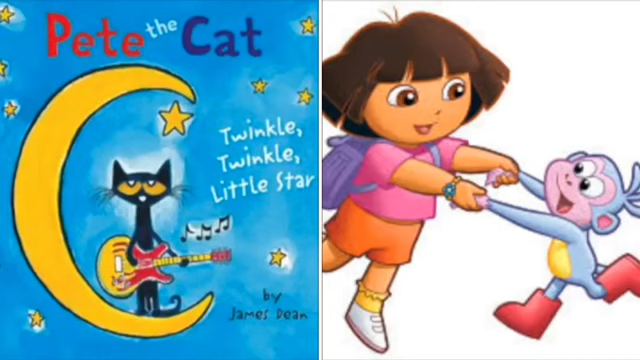 Pete the Cat
Twinkle,
Twinkle,
Little Star
by
James Dean